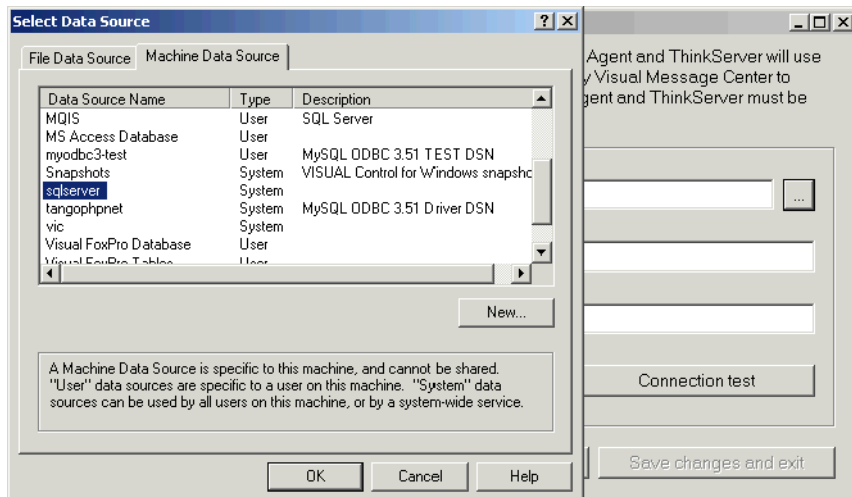 Select Data Source
File Data Source Machine Data Source
Data Source Name Type Description
MQIS User SQL Server
MS Access Database User
myodbc3-test User MySQL ODBC 3.51 TEST DSN
Snapshots System VISUAL Control for Windows snapsho
sqlserver System
tangophpnet System MySQL ODBC 3.51 Driver DSN
vic System
Visual FoxPro Database User
Visual FoxPro Tables User
New...
A Machine Data Source is specific to this machine, and cannot be shared.
"User" data sources are specific to a user on this machine. "System" data
sources can be used by all users on this machine, or by a system-wide service.
OK Cancel Help
Agent and ThinkServer will use
y Visual Message Center to
gent and ThinkServer must be
...
Connection test
Save changes and exit